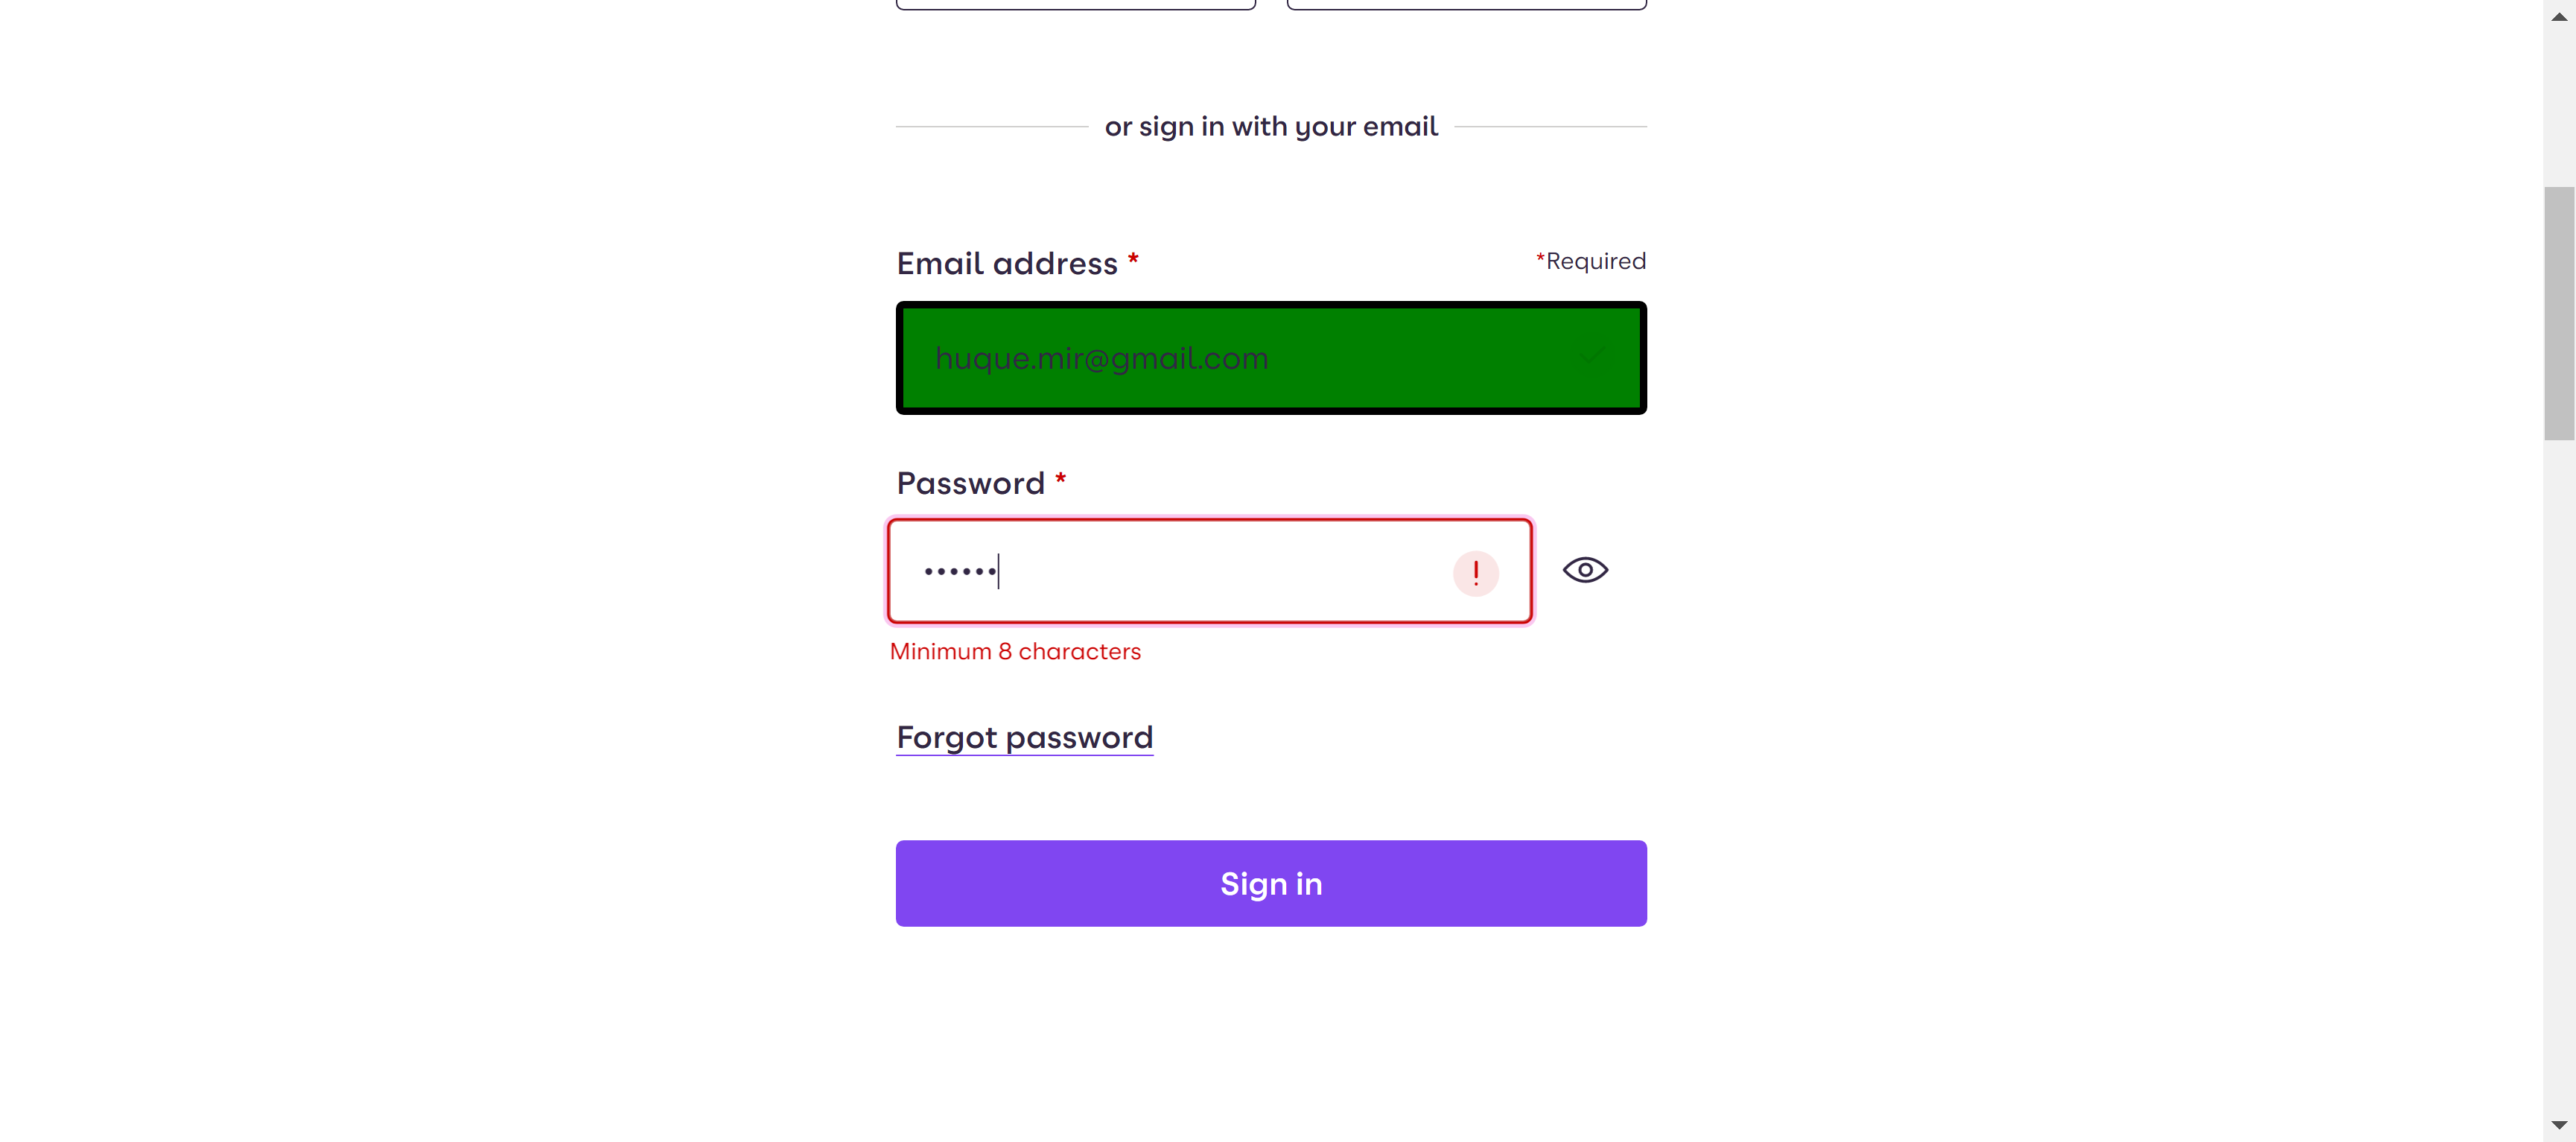 or sign in with your email
Email address * *Required
huque.mir@gmail.com
Password *
••••••
!
Minimum 8 characters
Forgot password
Sign in